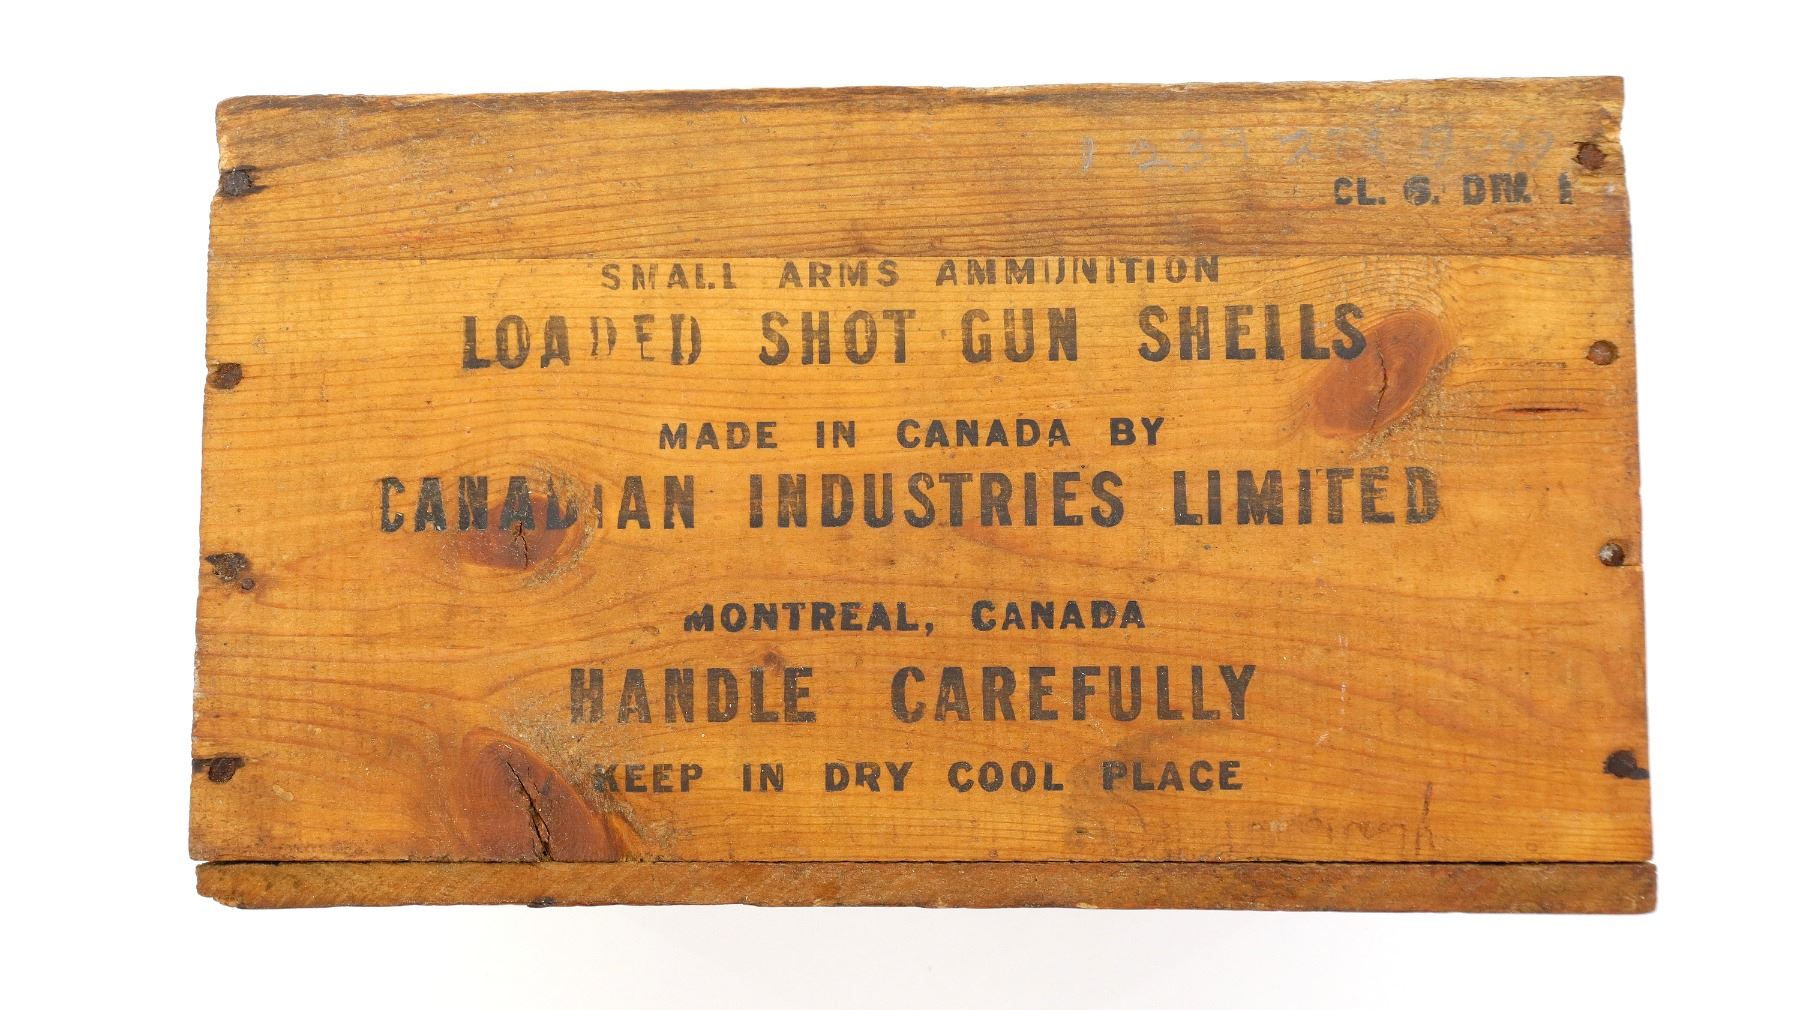 CL. 6. DIV. 1
SMALL ARMS AMMUNITION
LOADED SHOT GUN SHELLS
MADE IN CANADA BY
CANADIAN INDUSTRIES LIMITED
MONTREAL, CANADA
HANDLE CAREFULLY
KEEP IN DRY COOL PLACE